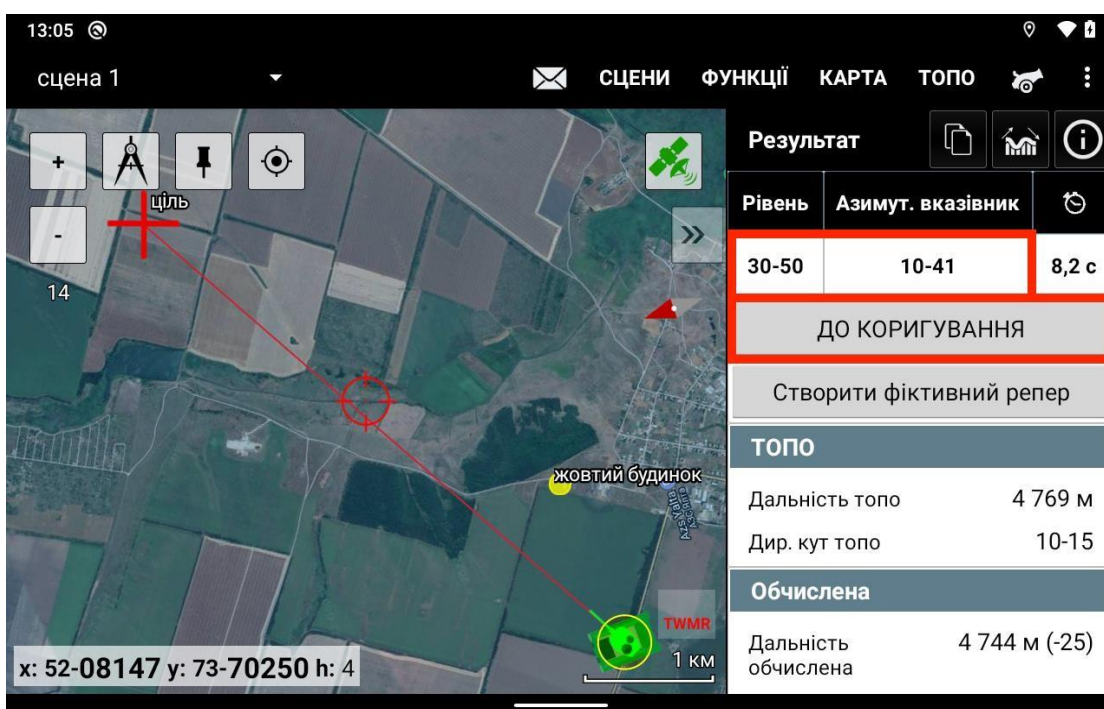 13:05
сцена 1
СЦЕНИ ФУНКЦІЇ КАРТА ТОПО
+
-
14
ціль
»
жовтий будинок
Azs Yalta
TWMR
1 км
x: 52-08147 y: 73-70250 h: 4
Результат
Рівень Азимут. вказівник
30-50 10-41 8,2 с
ДО КОРИГУВАННЯ
Створити фіктивний репер
ТОПО
Дальність топо 4 769 м
Дир. кут топо 10-15
Обчислена
Дальність 4 744 м (-25)
обчислена